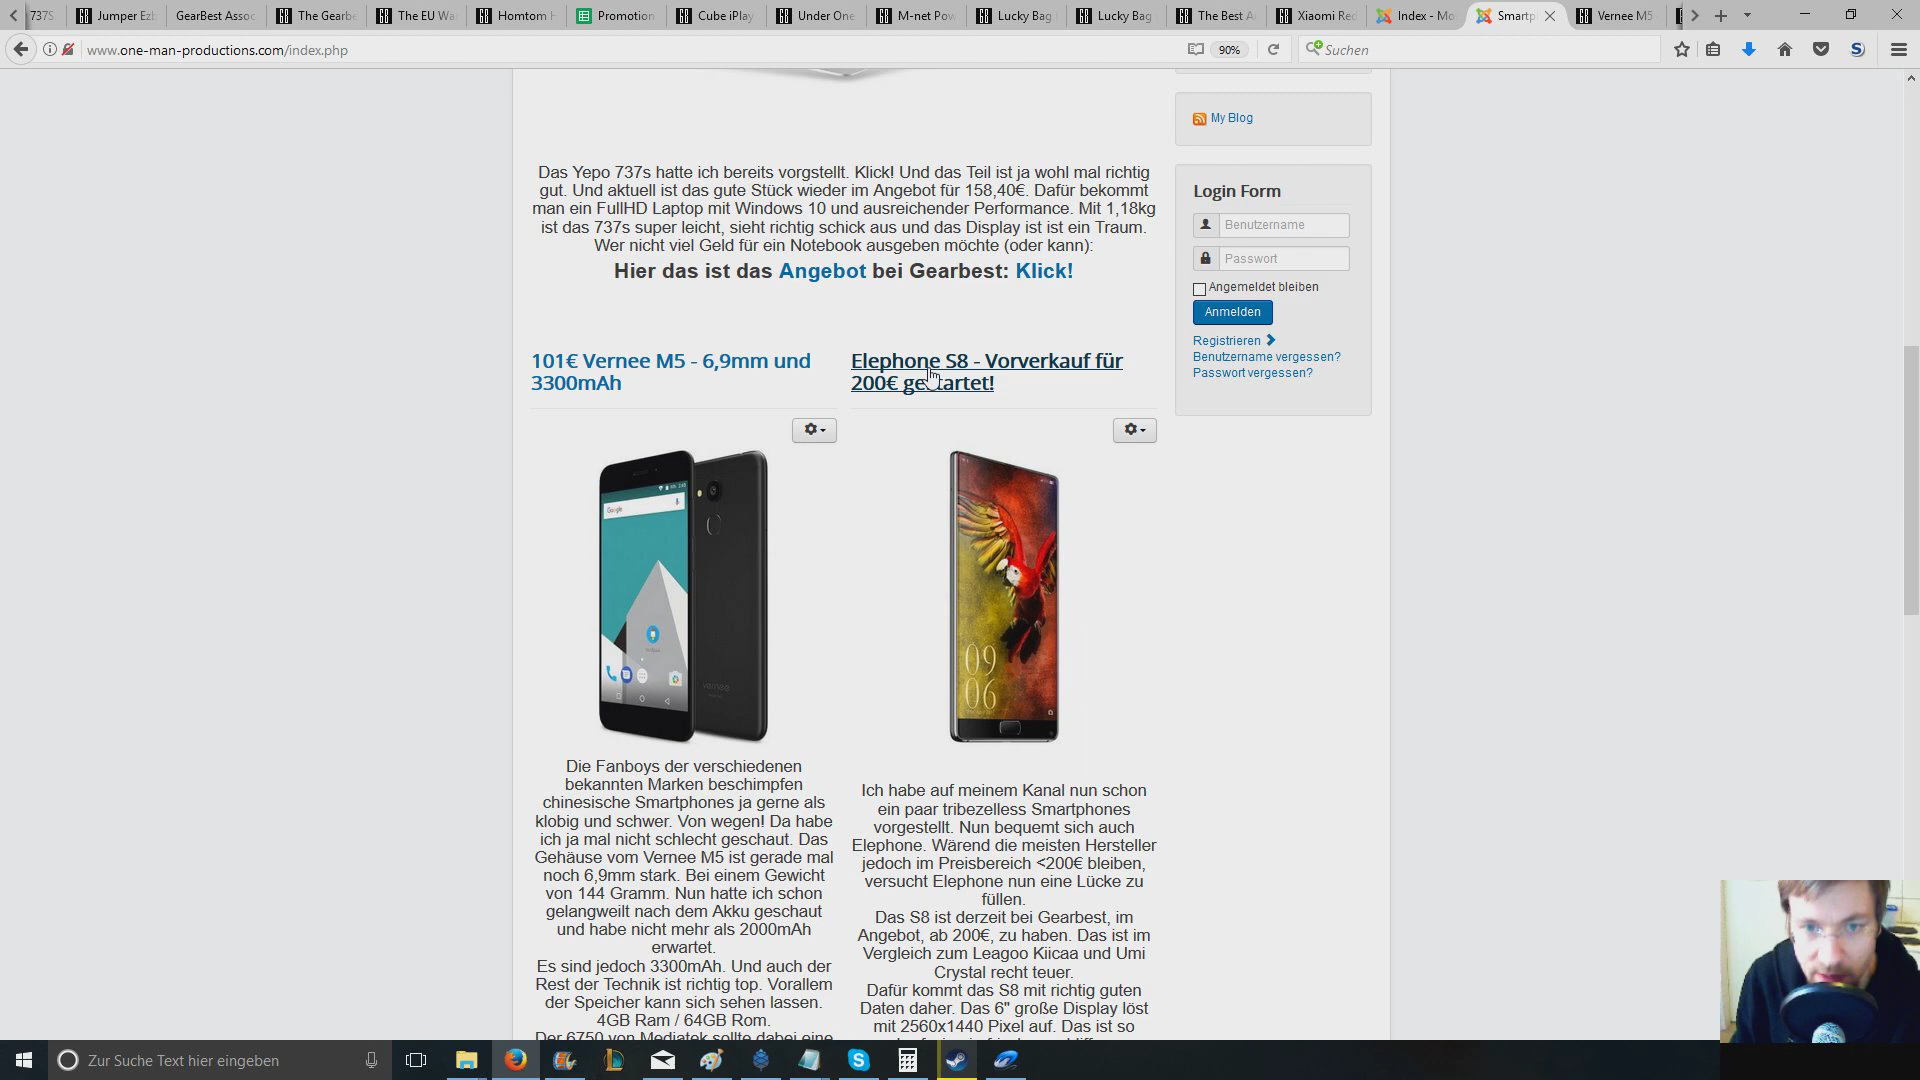 737S
Jumper Ez
GearBest Assoc
The Gearbe
The EU Wa
Homtom H
Promotion
Cube iPlay
Under One
M-net Pow
Lucky Bag
Lucky Bag
The Best A
Xiaomi Red
Index - Mo
Smartp
Vernee M5
www.one-man-productions.com/index.php
90%
Suchen
My Blog
Das Yepo 737s hatte ich bereits vorgstellt. Klick! Und das Teil ist ja wohl mal richtig
gut. Und aktuell ist das gute Stück wieder im Angebot für 158,40€. Dafür bekommt
man ein FullHD Laptop mit Windows 10 und ausreichender Performance. Mit 1,18kg
ist das 737s super leicht, sieht richtig schick aus und das Display ist ist ein Traum.
Wer nicht viel Geld für ein Notebook ausgeben möchte (oder kann):
Hier das ist das Angebot bei Gearbest: Klick!
Login Form
Benutzername
Passwort
Angemeldet bleiben
Anmelden
Registrieren
Benutzername vergessen?
Passwort vergessen?
101€ Vernee M5 - 6,9mm und
3300mAh
Elephone S8 - Vorverkauf für
200€ gestartet!
Google
vernee
09
06
Die Fanboys der verschiedenen
bekannten Marken beschimpfen
chinesische Smartphones ja gerne als
klobig und schwer. Von wegen! Da habe
ich ja mal nicht schlecht geschaut. Das
Gehäuse vom Vernee M5 ist gerade mal
noch 6,9mm stark. Bei einem Gewicht
von 144 Gramm. Nun hatte ich schon
gelangweilt nach dem Akku geschaut
und habe nicht mehr als 2000mAh
erwartet.
Es sind jedoch 3300mAh. Und auch der
Rest der Technik ist richtig top. Vorallem
der Speicher kann sich sehen lassen.
4GB Ram / 64GB Rom.
Der 6750 von Mediatek sollte dabei eine
Ich habe auf meinem Kanal nun schon
ein paar tribezelless Smartphones
vorgestellt. Nun bequemt sich auch
Elephone. Wärend die meisten Hersteller
jedoch im Preisbereich <200€ bleiben,
versucht Elephone nun eine Lücke zu
füllen.
Das S8 ist derzeit bei Gearbest, im
Angebot, ab 200€, zu haben. Das ist im
Vergleich zum Leagoo Kiicaa und Umi
Crystal recht teuer.
Dafür kommt das S8 mit richtig guten
Daten daher. Das 6" große Display löst
mit 2560x1440 Pixel auf. Das ist so
Zur Suche Text hier eingeben